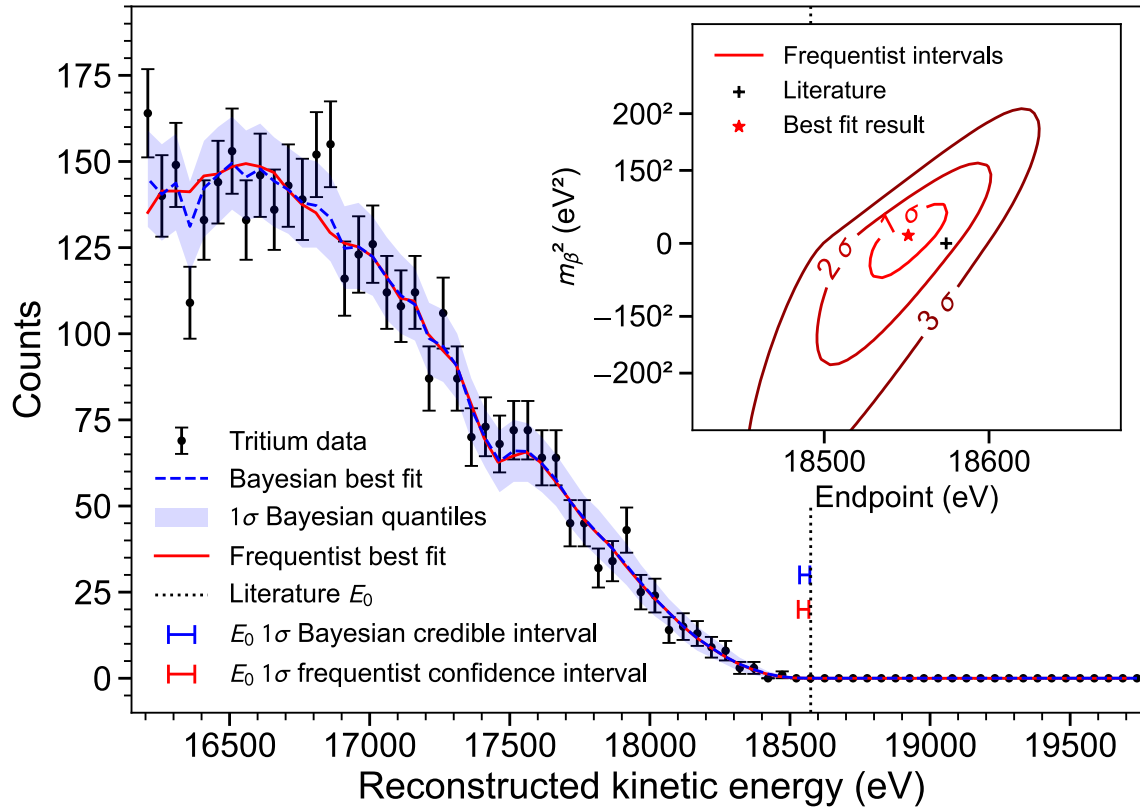 Counts
175
150
125
100
75
50
25
0
Tritium data
Bayesian best fit
1σ Bayesian quantiles
Frequentist best fit
Literature E₀
E₀ 1σ Bayesian credible interval
E₀ 1σ frequentist confidence interval
16500 17000 17500 18000 18500 19000 19500
Reconstructed kinetic energy (eV)
Frequentist intervals
Literature
Best fit result
mᵦ² (eV²)
200²
150²
0
−150²
−200²
1 σ
2 σ
3 σ
18500 18600
Endpoint (eV)